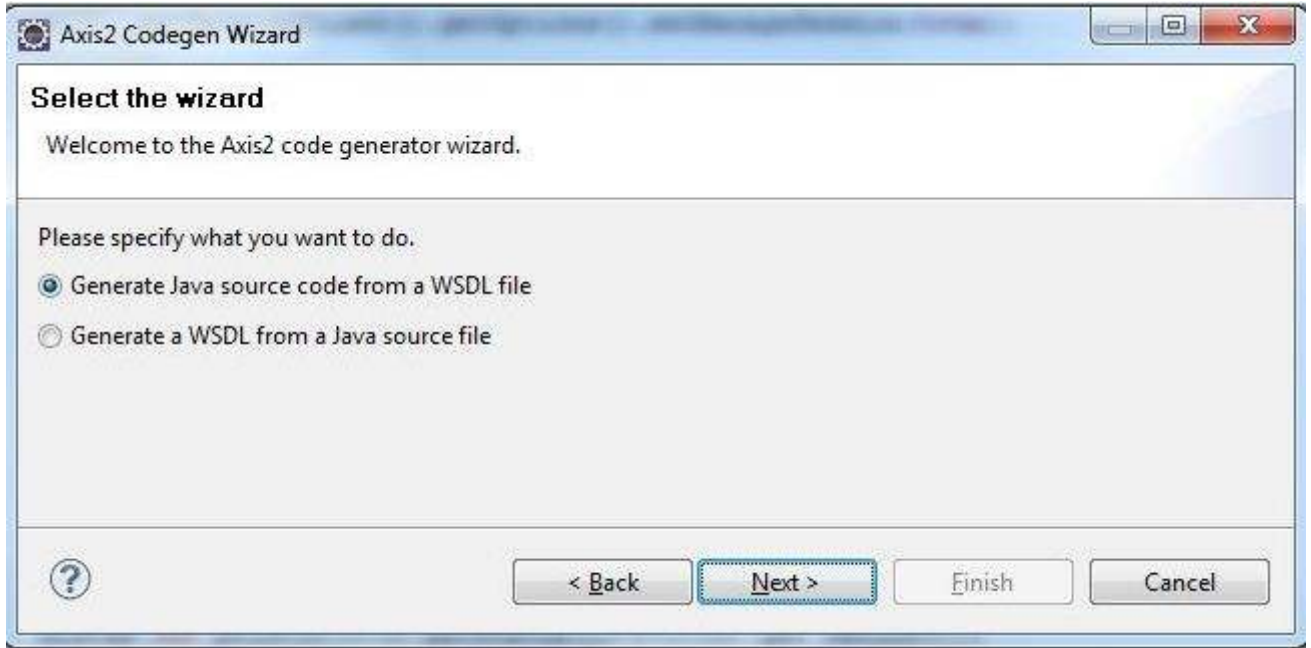 Axis2 Codegen Wizard
Select the wizard
Welcome to the Axis2 code generator wizard.
Please specify what you want to do.
Generate Java source code from a WSDL file
Generate a WSDL from a Java source file
?
< Back
Next >
Finish
Cancel